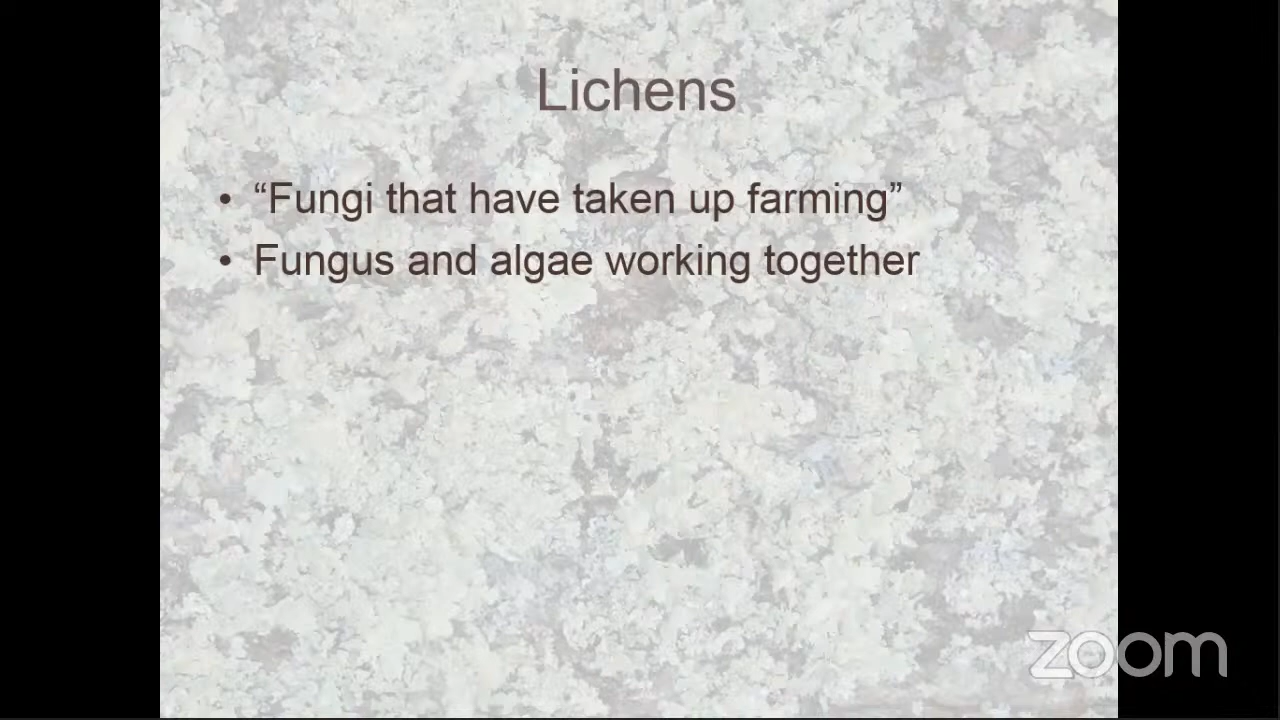 Lichens
• “Fungi that have taken up farming”
• Fungus and algae working together
zoom